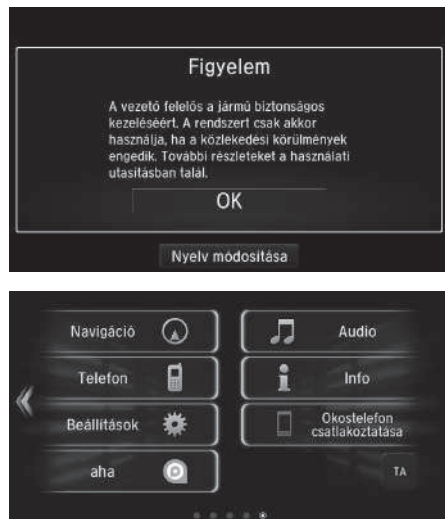 Figyelem
A vezető felelős a jármű biztonságos
kezeléséért. A rendszert csak akkor
használja, ha a közlekedési körülmények
engedik. További részleteket a használati
utasításban talál.
OK
Nyelv módosítása
Navigáció
Audio
Telefon
Info
Beállítások
Okostelefon
csatlakoztatása
aha
TA